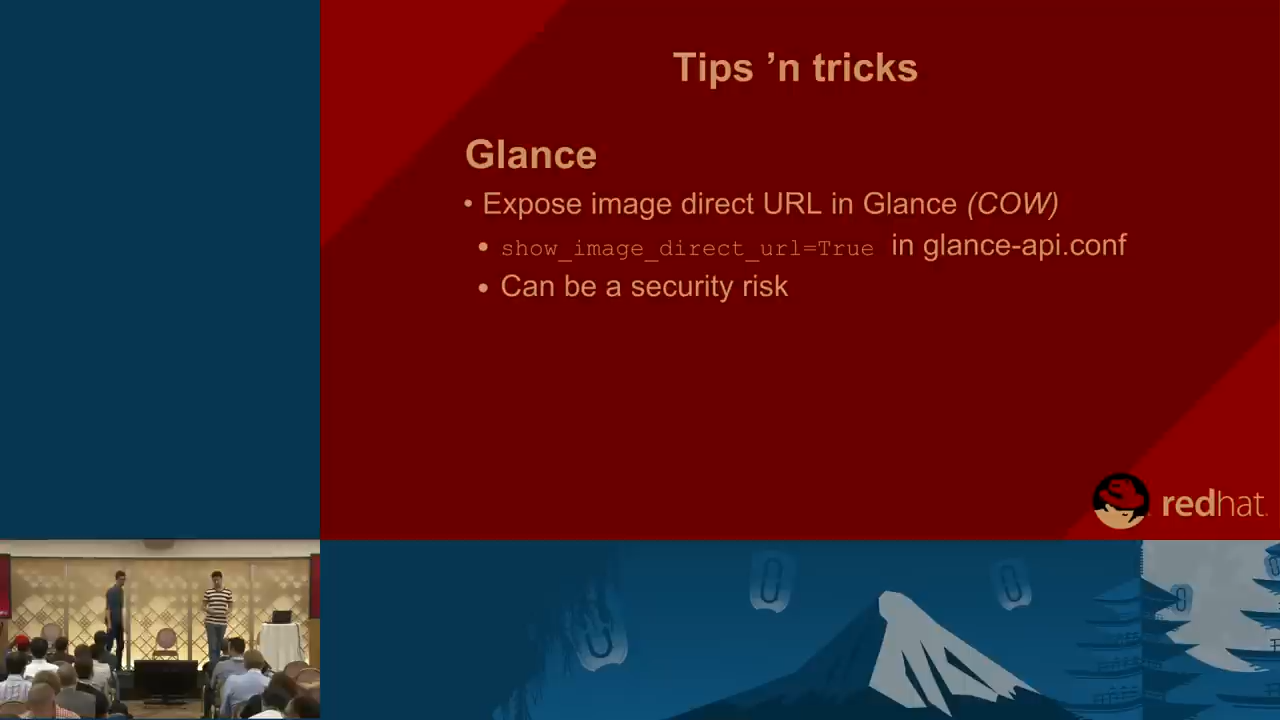 Tips ’n tricks
Glance
• Expose image direct URL in Glance (COW)
• show_image_direct_url=True in glance-api.conf
• Can be a security risk
redhat.